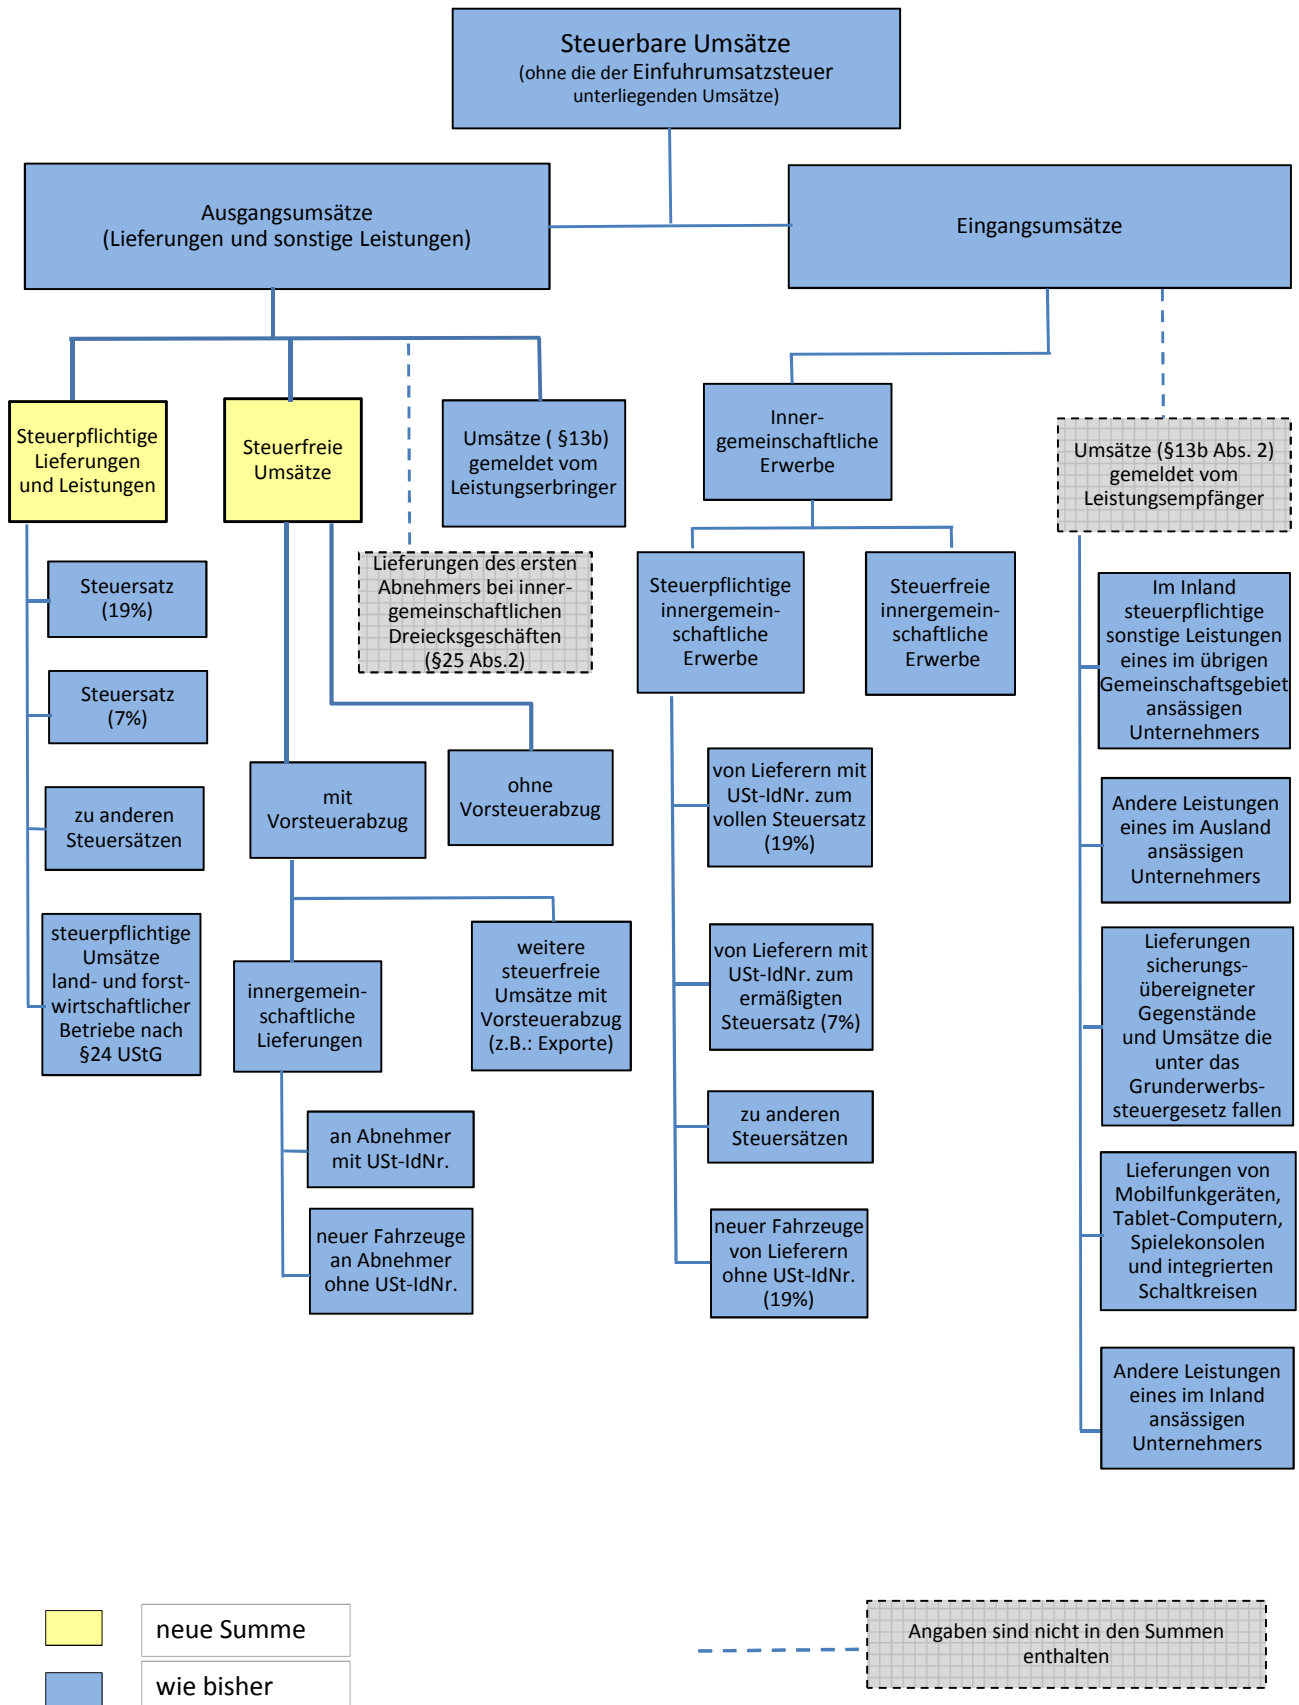 Steuerbare Umsätze
(ohne die der Einfuhrumsatzsteuer
unterliegenden Umsätze)
Ausgangsumsätze
(Lieferungen und sonstige Leistungen)
Eingangsumsätze
Steuerpflichtige
Lieferungen
und Leistungen
Steuerfreie
Umsätze
Umsätze ( §13b)
gemeldet vom
Leistungserbringer
Inner-
gemeinschaftliche
Erwerbe
Umsätze (§13b Abs. 2)
gemeldet vom
Leistungsempfänger
Lieferungen des ersten
Abnehmers bei inner-
gemeinschaftlichen
Dreiecksgeschäften
(§25 Abs.2)
Steuersatz
(19%)
Steuersatz
(7%)
zu anderen
Steuersätzen
steuerpflichtige
Umsätze
land- und forst-
wirtschaftlicher
Betriebe nach
§24 UStG
mit
Vorsteuerabzug
ohne
Vorsteuerabzug
innergemein-
schaftliche
Lieferungen
weitere
steuerfreie
Umsätze mit
Vorsteuerabzug
(z.B.: Exporte)
an Abnehmer
mit USt-IdNr.
neuer Fahrzeuge
an Abnehmer
ohne USt-IdNr.
Steuerpflichtige
innergemein-
schaftliche
Erwerbe
Steuerfreie
innergemein-
schaftliche
Erwerbe
von Lieferern mit
USt-IdNr. zum
vollen Steuersatz
(19%)
von Lieferern mit
USt-IdNr. zum
ermäßigten
Steuersatz (7%)
zu anderen
Steuersätzen
neuer Fahrzeuge
von Lieferern
ohne USt-IdNr.
(19%)
Im Inland
steuerpflichtige
sonstige Leistungen
eines im übrigen
Gemeinschaftsgebiet
ansässigen
Unternehmers
Andere Leistungen
eines im Ausland
ansässigen
Unternehmers
Lieferungen
sicherungs-
übereigneter
Gegenstände
und Umsätze die
unter das
Grunderwerbs-
steuergesetz fallen
Lieferungen von
Mobilfunkgeräten,
Tablet-Computern,
Spielekonsolen
und integrierten
Schaltkreisen
Andere Leistungen
eines im Inland
ansässigen
Unternehmers
neue Summe
wie bisher
Angaben sind nicht in den Summen
enthalten